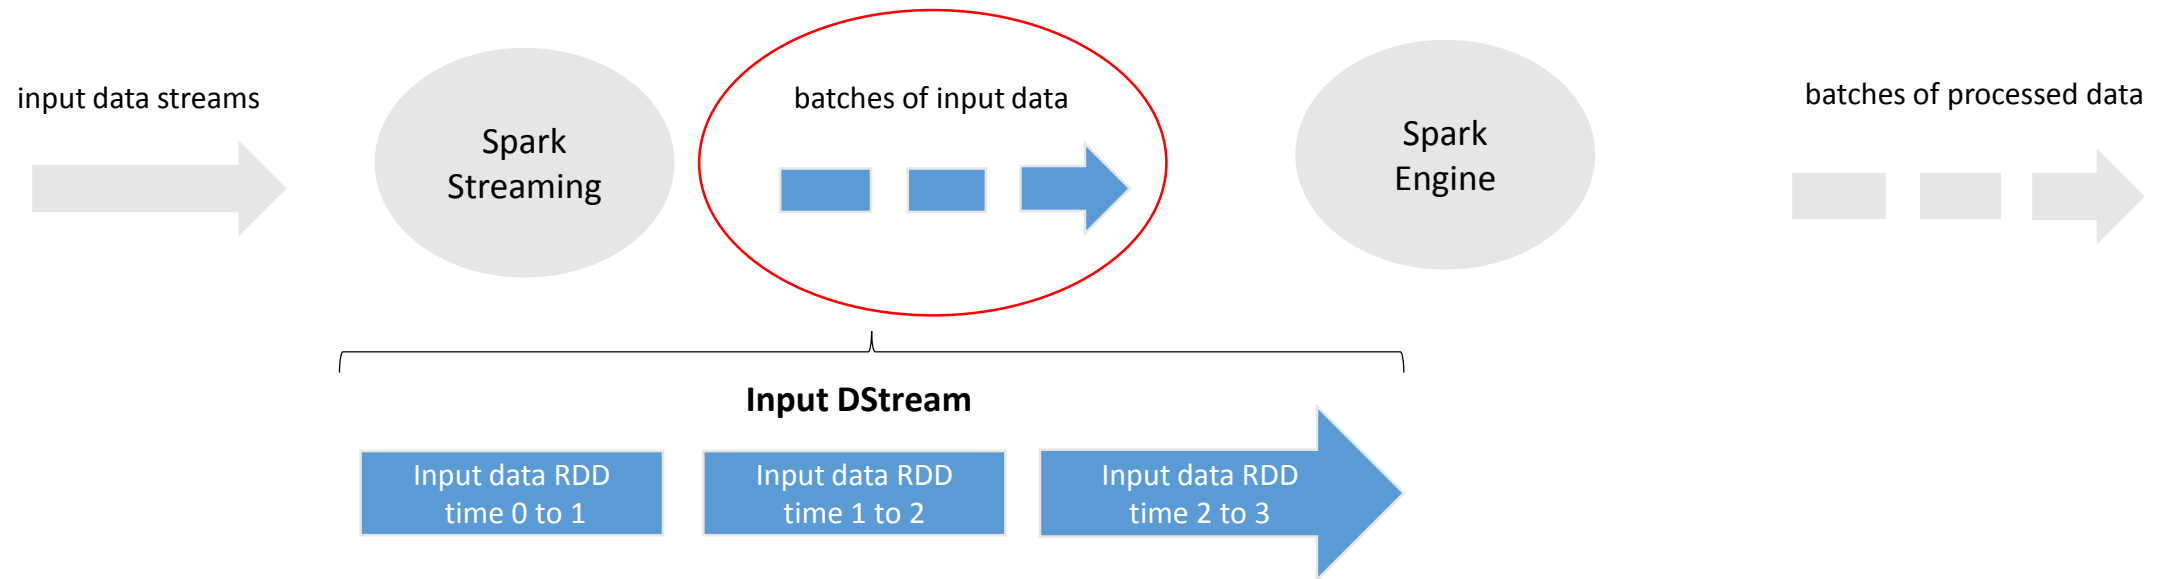 input data streams
Spark
Streaming
batches of input data
Spark
Engine
batches of processed data
Input DStream
Input data RDD
time 0 to 1
Input data RDD
time 1 to 2
Input data RDD
time 2 to 3